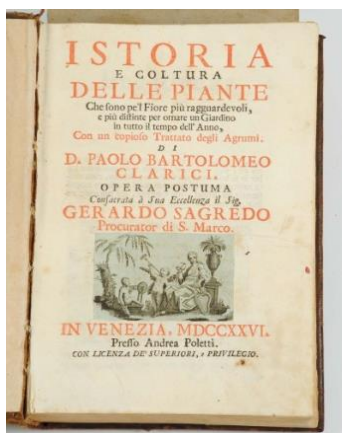 ISTORIA
E COLTURA
DELLE PIANTE
Che sono pe'l Fiore più ragguardevoli,
e più distinte per ornare un Giardino
in tutto il tempo dell' Anno,
Con un copioso Trattato degli Agrumi.
DI
D. PAOLO BARTOLOMEO
CLARICI.
OPERA POSTUMA
Consacrata à Sua Eccellenza il Sig.
GERARDO SAGREDO
Procurator di S. Marco.
IN VENEZIA, MDCCXXVI.
Presso Andrea Poletti.
CON LICENZA DE' SUPERIORI, e PRIVILEGIO.